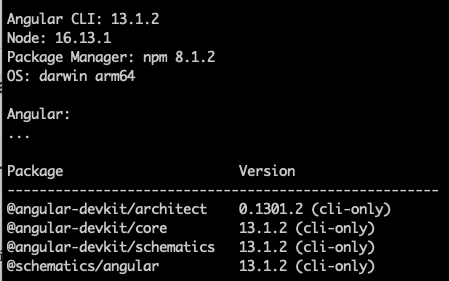 Angular CLI: 13.1.2
Node: 16.13.1
Package Manager: npm 8.1.2
OS: darwin arm64
Angular:
...
Package Version
------------------------------------------------------
@angular-devkit/architect 0.1301.2 (cli-only)
@angular-devkit/core 13.1.2 (cli-only)
@angular-devkit/schematics 13.1.2 (cli-only)
@schematics/angular 13.1.2 (cli-only)